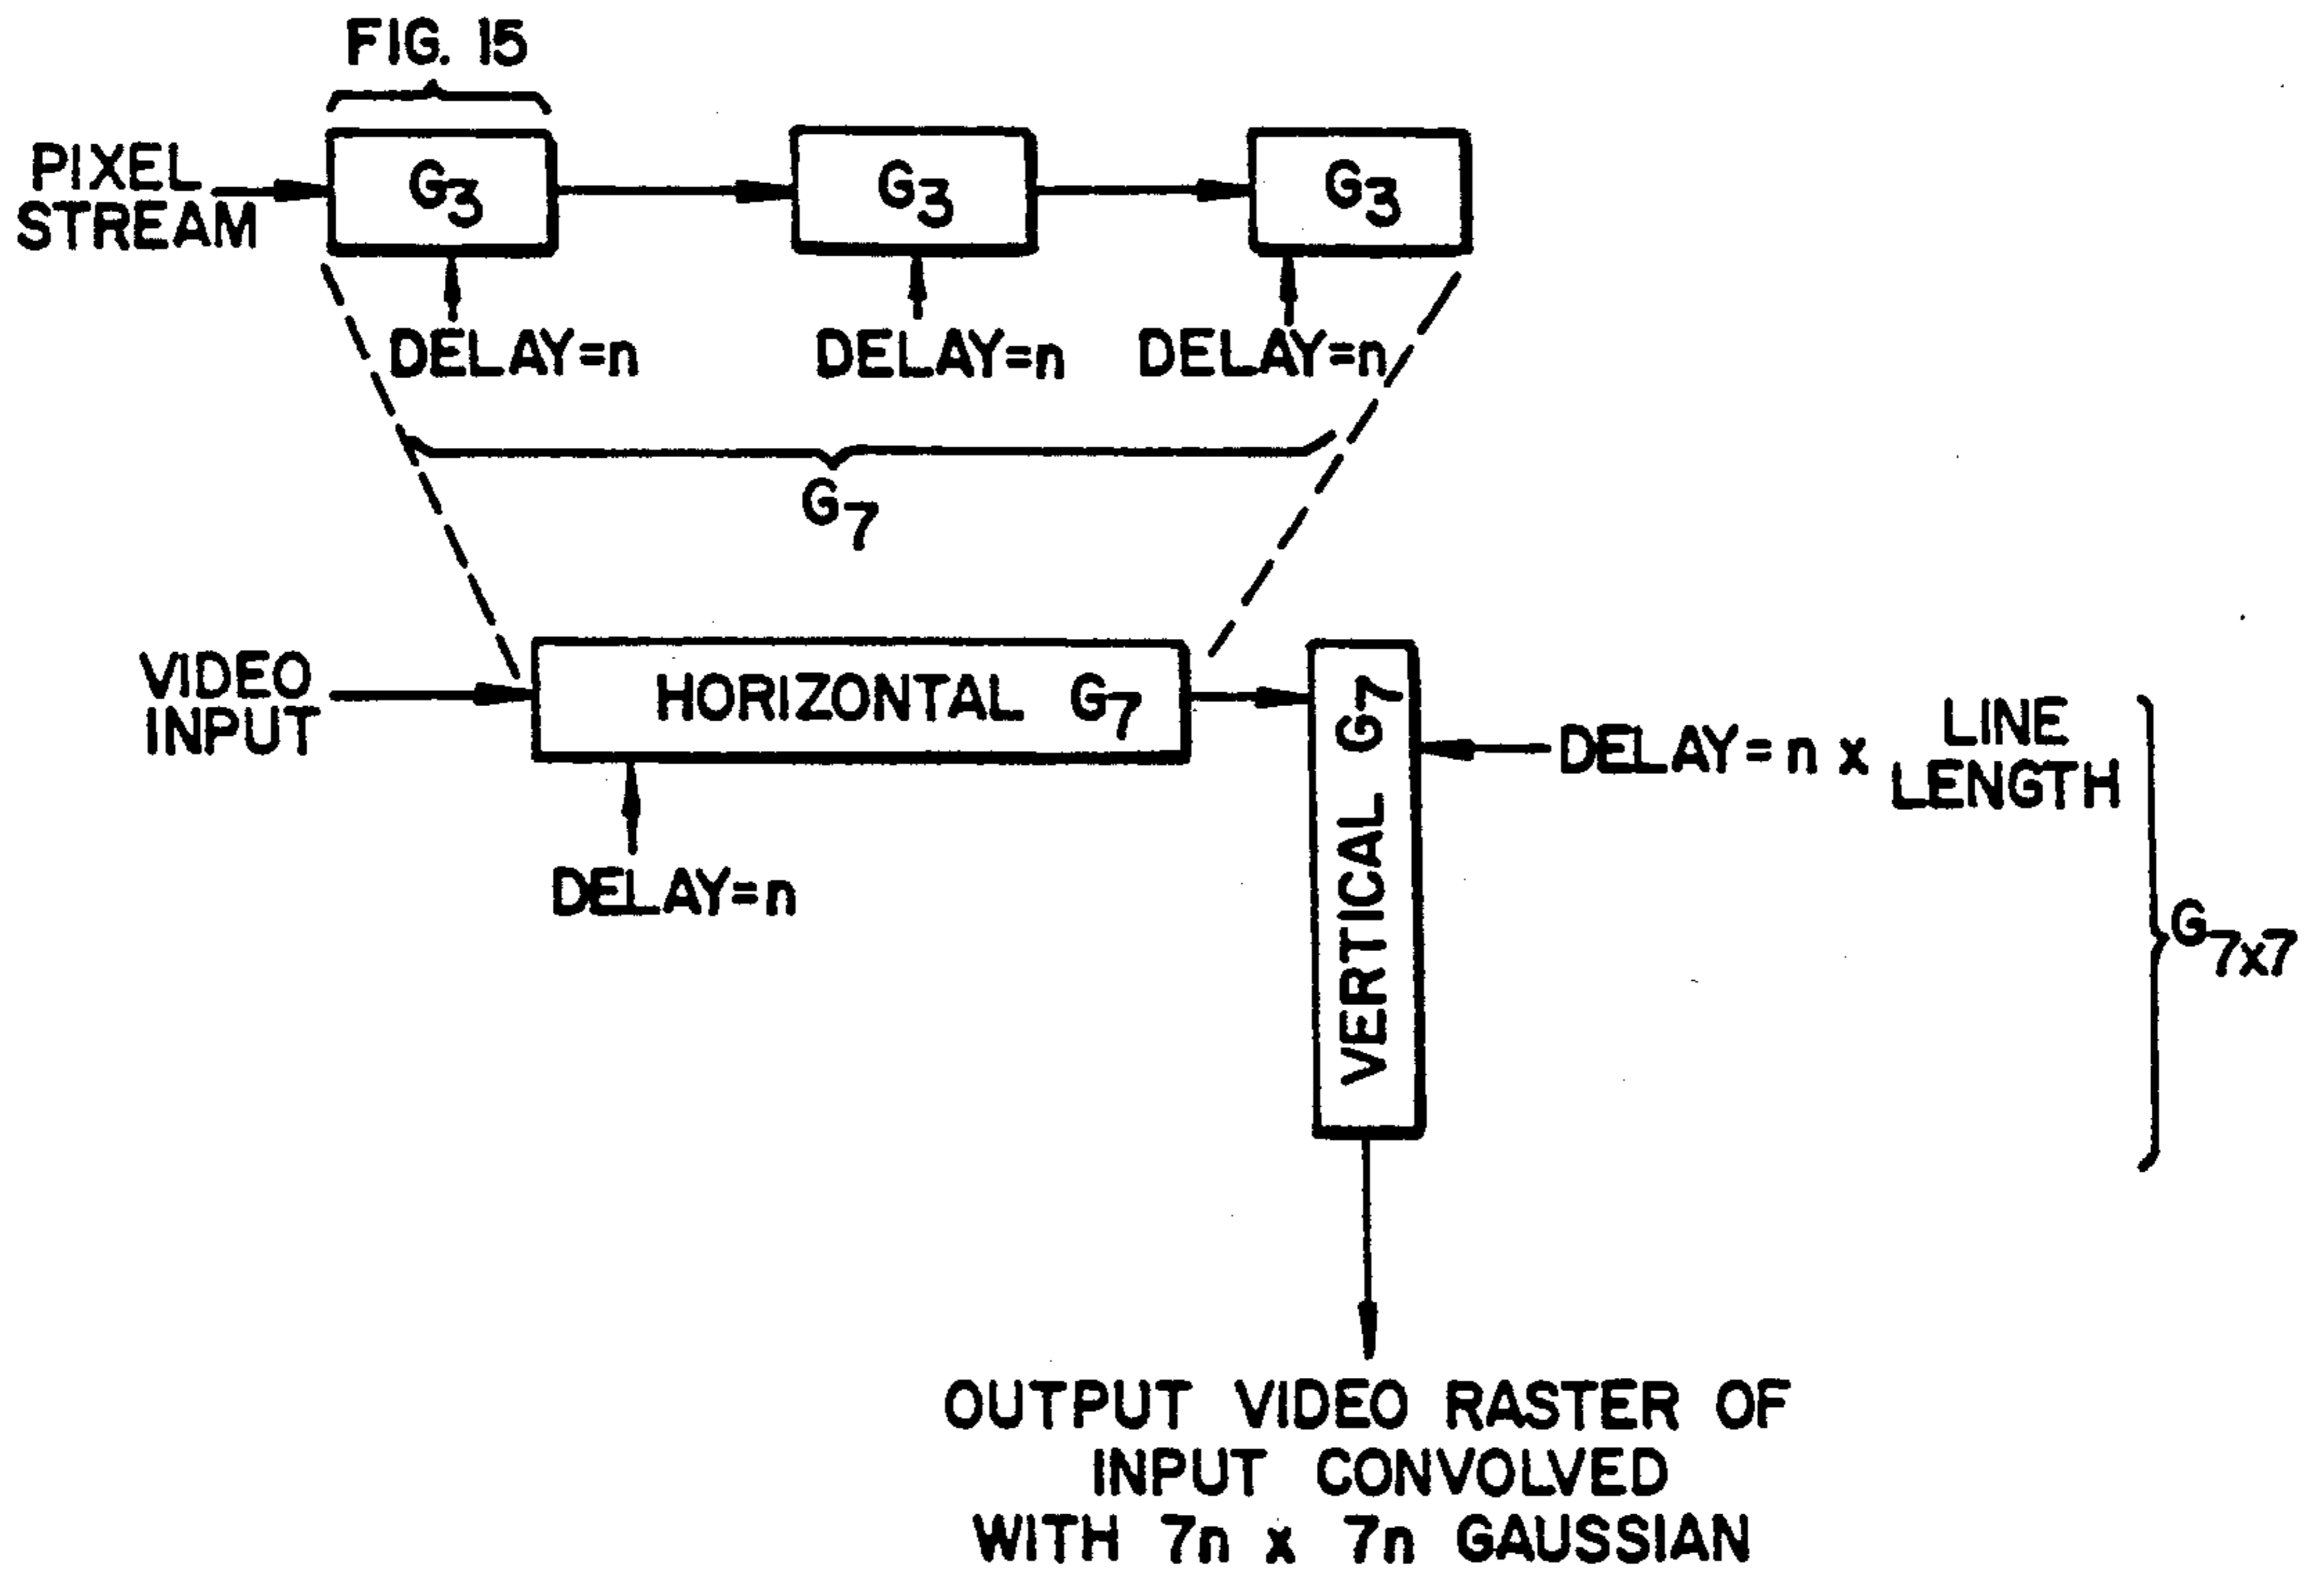 FIG. 15
PIXEL
STREAM
G3
G3
G3
DELAY=n
DELAY=n
DELAY=n
G7
VIDEO
INPUT
HORIZONTAL G7
VERTICAL G7
DELAY=n x LINE
LENGTH
DELAY=n
G7x7
OUTPUT VIDEO RASTER OF
INPUT CONVOLVED
WITH 7n x 7n GAUSSIAN